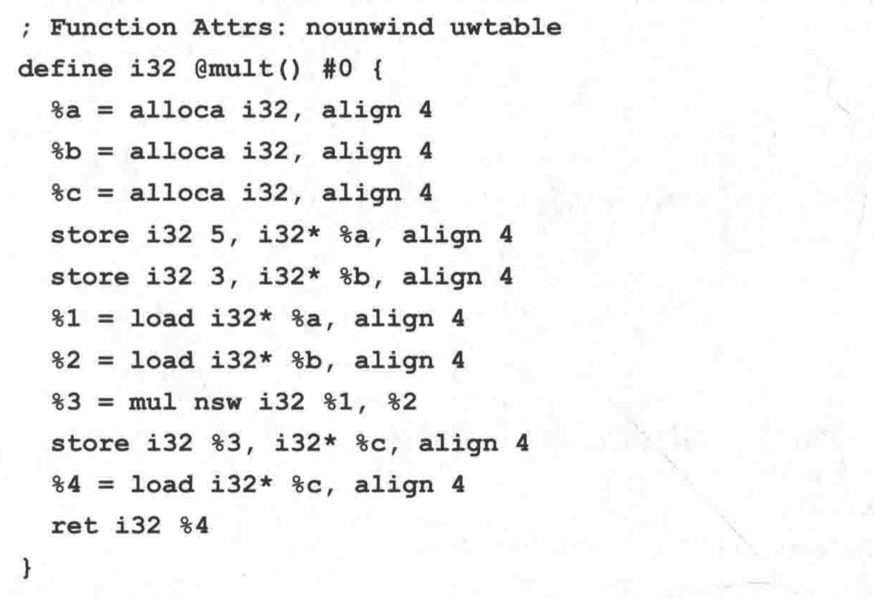 ; Function Attrs: nounwind uwtable
define i32 @mult() #0 {
  %a = alloca i32, align 4
  %b = alloca i32, align 4
  %c = alloca i32, align 4
  store i32 5, i32* %a, align 4
  store i32 3, i32* %b, align 4
  %1 = load i32* %a, align 4
  %2 = load i32* %b, align 4
  %3 = mul nsw i32 %1, %2
  store i32 %3, i32* %c, align 4
  %4 = load i32* %c, align 4
  ret i32 %4
}